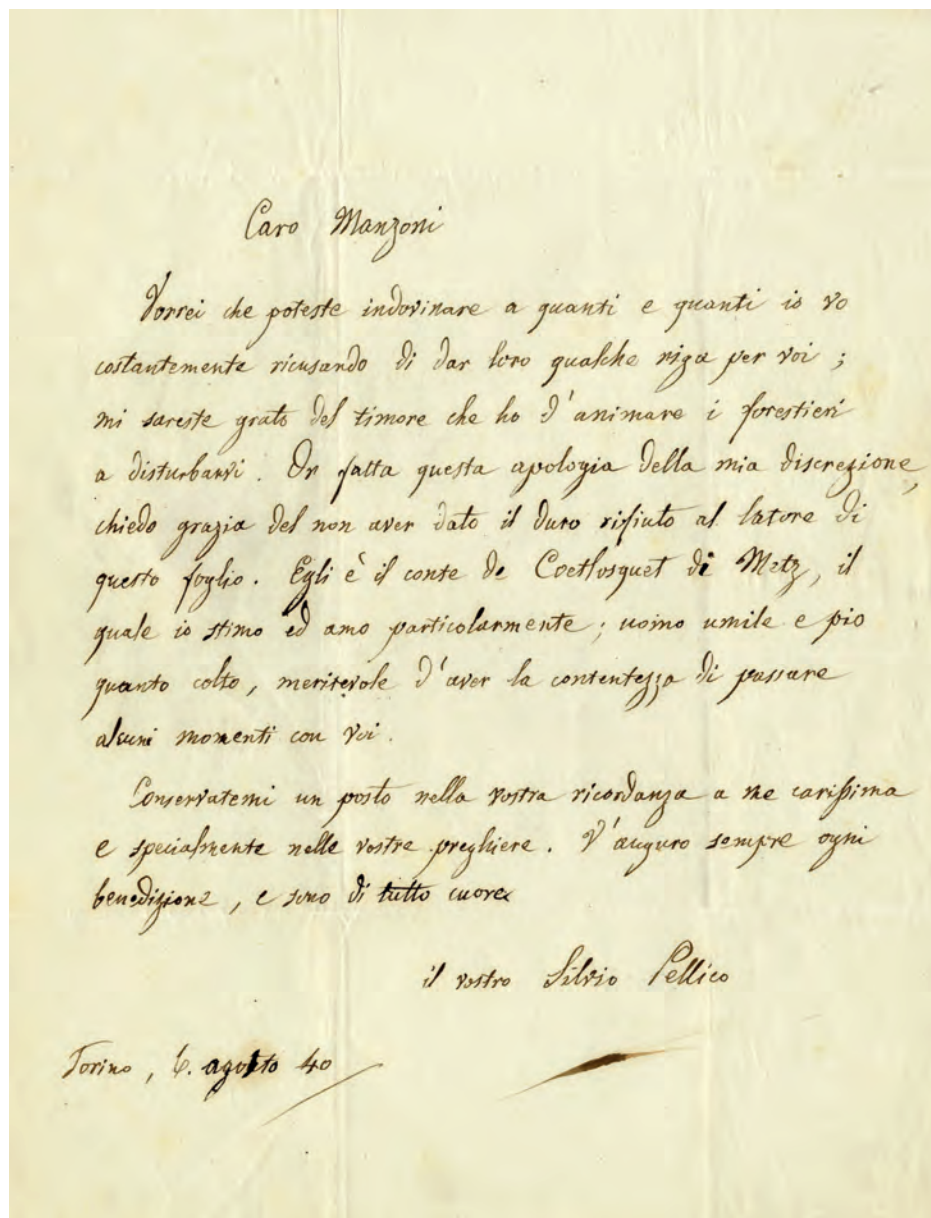 Caro Manzoni
Vorrei che poteste indovinare a quanti e quanti io vo
costantemente ricusando di dar loro qualche riga per voi ;
mi sareste grato del timore che ho d'animare i forestieri
a disturbarvi. Or fatta questa apologia della mia discrezione,
chiedo grazia del non aver dato il duro rifiuto al latore di
questo foglio. Egli è il conte de Coetlosquet di Metz, il
quale io stimo ed amo particolarmente ; uomo umile e pio
quanto colto, meritevole d'aver la contentezza di passare
alcuni momenti con voi.
Conservatemi un posto nella vostra ricordanza a me carissima
e specialmente nelle vostre preghiere. V'auguro sempre ogni
benedizione, e sono di tutto cuore
il vostro Silvio Pellico
Torino, 6. agosto 40